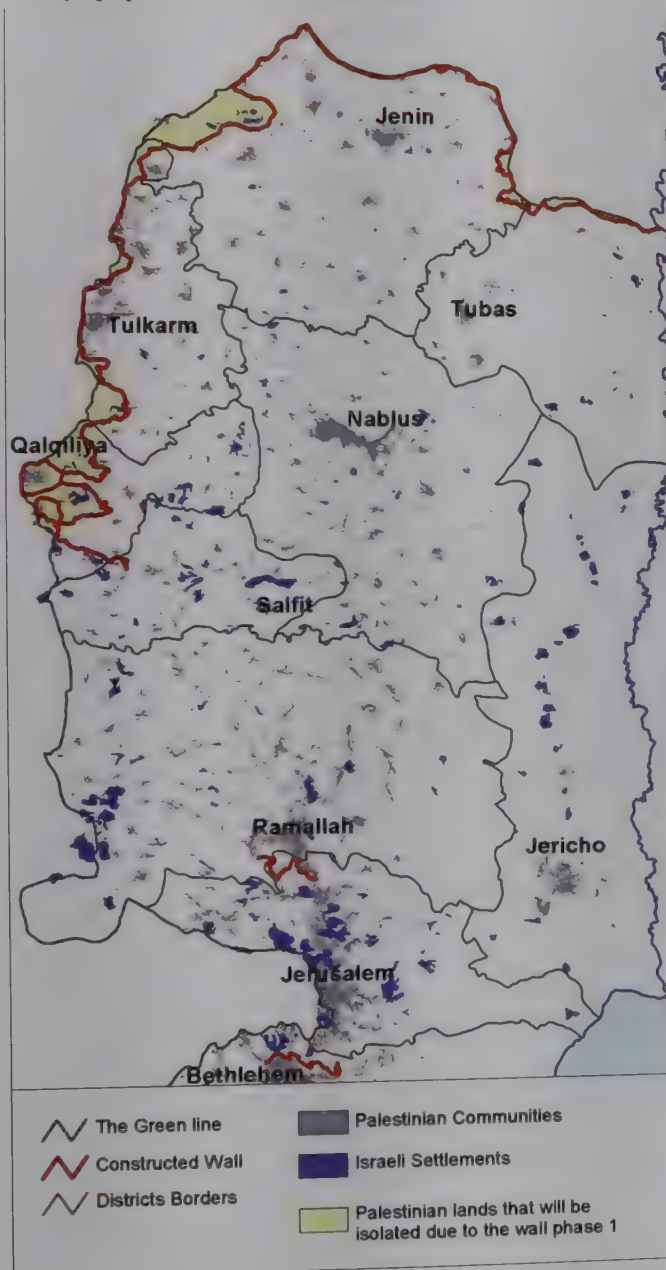 Jenin
Tubas
Tulkarm
Nablus
Qalqiliya
Salfit
Ramallah
Jericho
Jerusalem
Bethlehem
The Green line
Constructed Wall
Districts Borders
Palestinian Communities
Israeli Settlements
Palestinian lands that will be
isolated due to the wall phase 1